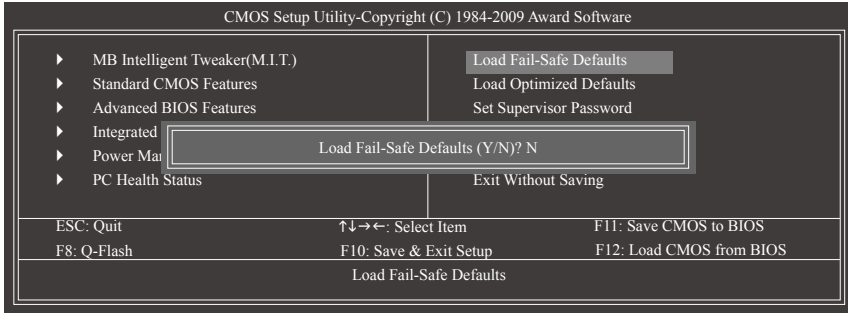 CMOS Setup Utility-Copyright (C) 1984-2009 Award Software
MB Intelligent Tweaker(M.I.T.)
Standard CMOS Features
Advanced BIOS Features
Integrated
Power Mar
PC Health Status
Load Fail-Safe Defaults
Load Optimized Defaults
Set Supervisor Password
Exit Without Saving
Load Fail-Safe Defaults (Y/N)? N
ESC: Quit ↑↓→←: Select Item F11: Save CMOS to BIOS
F8: Q-Flash F10: Save & Exit Setup F12: Load CMOS from BIOS
Load Fail-Safe Defaults